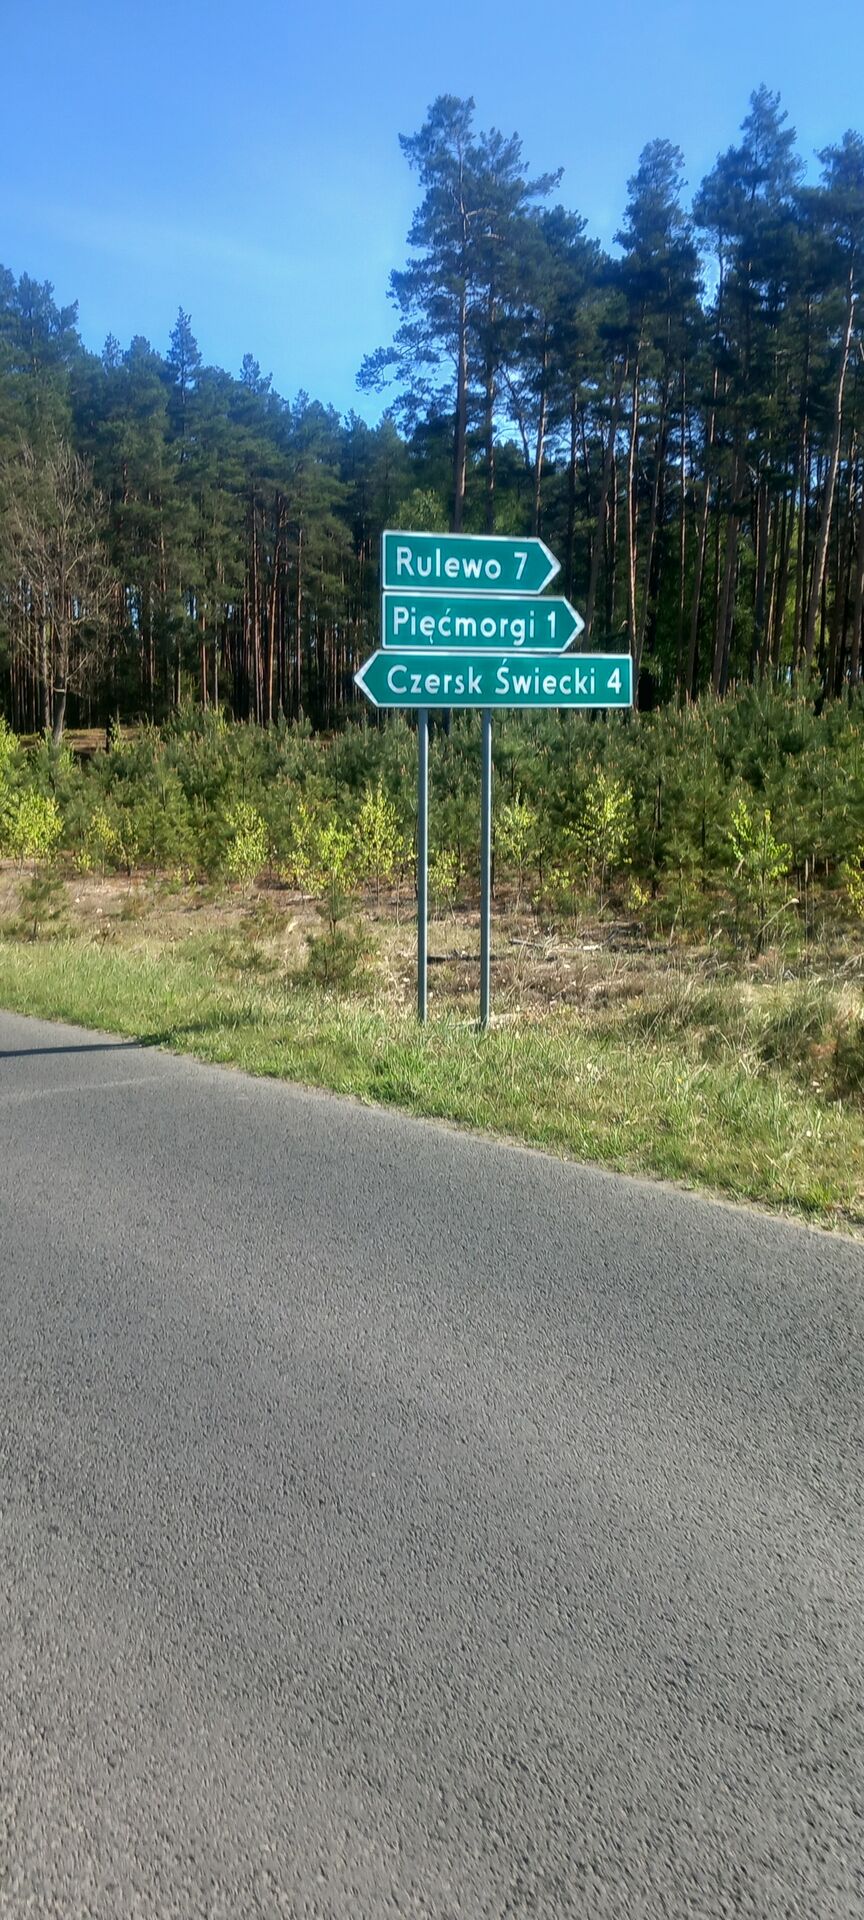 Rulewo 7
Pięćmorgi 1
Czersk Świecki 4